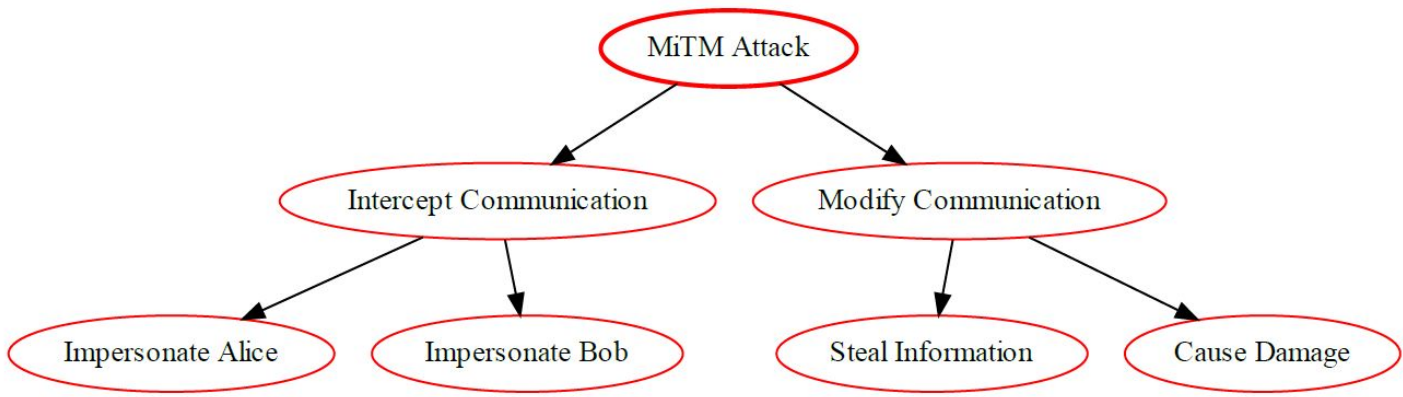 MiTM Attack
Intercept Communication
Modify Communication
Impersonate Alice
Impersonate Bob
Steal Information
Cause Damage